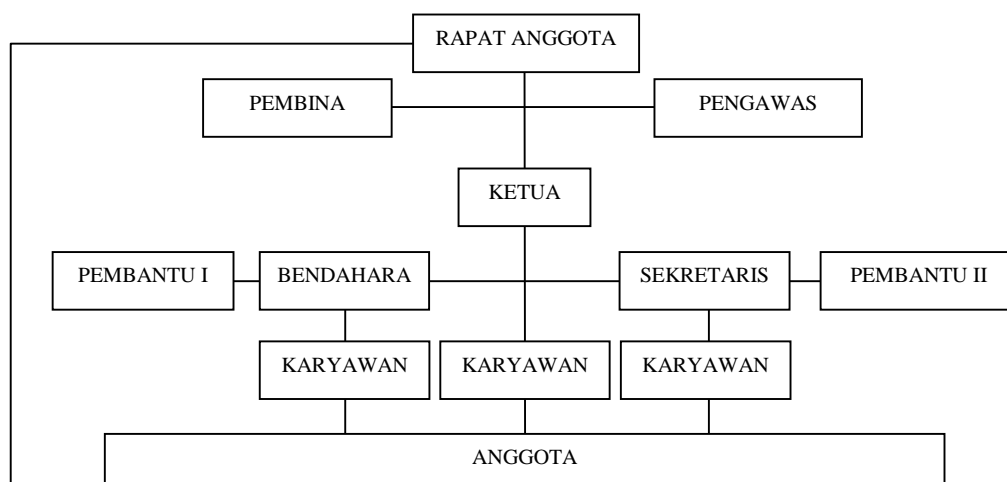 RAPAT ANGGOTA
PEMBINA
PENGAWAS
KETUA
PEMBANTU I
BENDAHARA
SEKRETARIS
PEMBANTU II
KARYAWAN
KARYAWAN
KARYAWAN
ANGGOTA